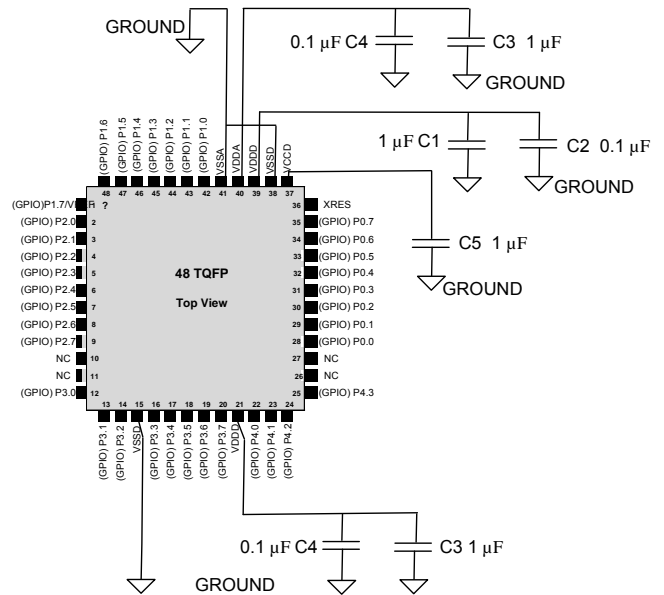 GROUND
0.1 µF C4
C3 1 µF
GROUND
1 µF C1
C2 0.1 µF
GROUND
C5 1 µF
GROUND
(GPIO) P1.6
(GPIO) P1.5
(GPIO) P1.4
(GPIO) P1.3
(GPIO) P1.2
(GPIO) P1.1
(GPIO) P1.0
VSSA
VDDA
VDDD
VSSD
VCCD
48 47 46 45 44 43 42 41 40 39 38 37
(GPIO)P1.7/V
?
(GPIO) P2.0 2
(GPIO) P2.1 3
(GPIO) P2.2 4
(GPIO) P2.3 5
(GPIO) P2.4 6
(GPIO) P2.5 7
(GPIO) P2.6 8
(GPIO) P2.7 9
NC 10
NC 11
(GPIO) P3.0 12
48 TQFP
Top View
36 XRES
35 (GPIO) P0.7
34 (GPIO) P0.6
33 (GPIO) P0.5
32 (GPIO) P0.4
31 (GPIO) P0.3
30 (GPIO) P0.2
29 (GPIO) P0.1
28 (GPIO) P0.0
27 NC
26 NC
25 (GPIO) P4.3
13 14 15 16 17 18 19 20 21 22 23 24
(GPIO) P3.1
(GPIO) P3.2
VSSD
(GPIO) P3.3
(GPIO) P3.4
(GPIO) P3.5
(GPIO) P3.6
(GPIO) P3.7
VDDD
(GPIO) P4.0
(GPIO) P4.1
(GPIO) P4.2
0.1 µF C4
C3 1 µF
GROUND